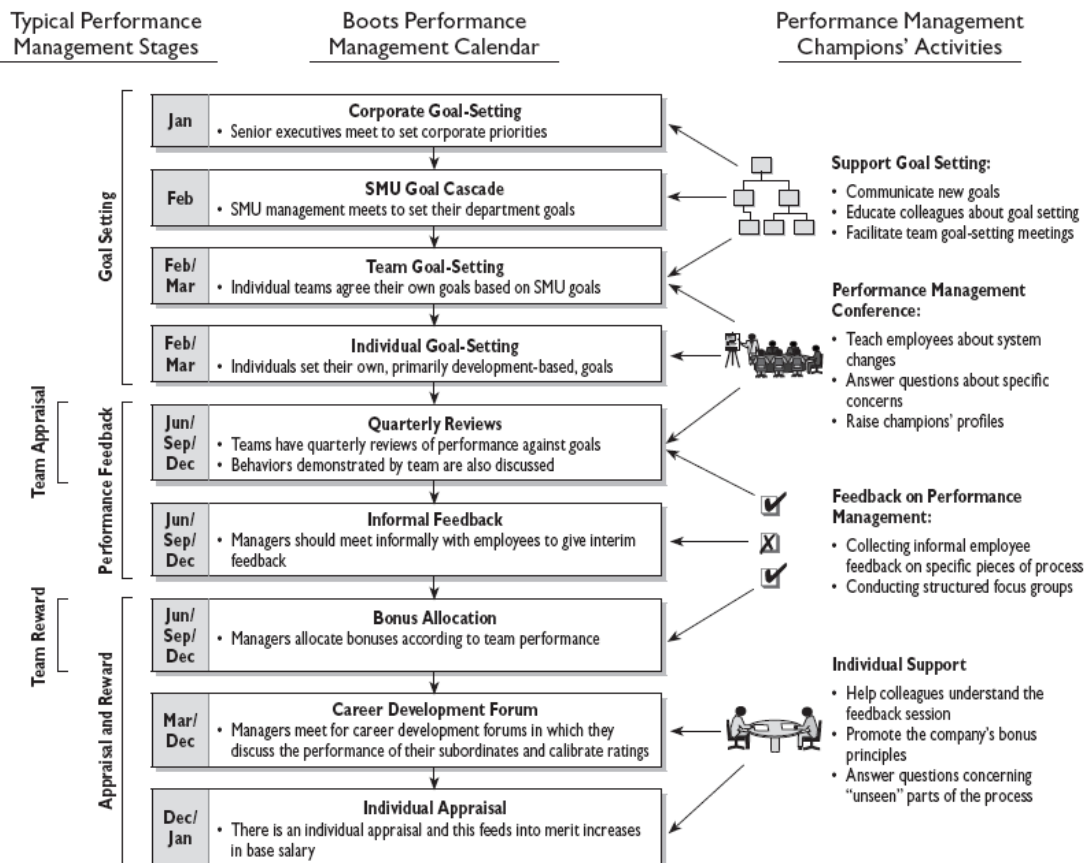 Typical Performance
Management Stages
Boots Performance
Management Calendar
Performance Management
Champions' Activities
Goal Setting
Team Appraisal
Performance Feedback
Team Reward
Appraisal and Reward
Jan
Corporate Goal-Setting
• Senior executives meet to set corporate priorities
Feb
SMU Goal Cascade
• SMU management meets to set their department goals
Feb/
Mar
Team Goal-Setting
• Individual teams agree their own goals based on SMU goals
Feb/
Mar
Individual Goal-Setting
• Individuals set their own, primarily development-based, goals
Jun/
Sep/
Dec
Quarterly Reviews
• Teams have quarterly reviews of performance against goals
• Behaviors demonstrated by team are also discussed
Jun/
Sep/
Dec
Informal Feedback
• Managers should meet informally with employees to give interim
feedback
Jun/
Sep/
Dec
Bonus Allocation
• Managers allocate bonuses according to team performance
Mar/
Dec
Career Development Forum
• Managers meet for career development forums in which they
discuss the performance of their subordinates and calibrate ratings
Dec/
Jan
Individual Appraisal
• There is an individual appraisal and this feeds into merit increases
in base salary
Support Goal Setting:
• Communicate new goals
• Educate colleagues about goal setting
• Facilitate team goal-setting meetings
Performance Management
Conference:
• Teach employees about system
changes
• Answer questions about specific
concerns
• Raise champions' profiles
Feedback on Performance
Management:
• Collecting informal employee
feedback on specific pieces of process
• Conducting structured focus groups
Individual Support
• Help colleagues understand the
feedback session
• Promote the company's bonus
principles
• Answer questions concerning
"unseen" parts of the process